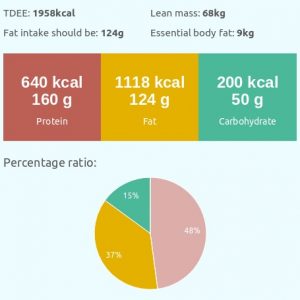 TDEE: 1958kcal Lean mass: 68kg
Fat intake should be: 124g Essential body fat: 9kg
640 kcal 1118 kcal 200 kcal
160 g 124 g 50 g
Protein Fat Carbohydrate
Percentage ratio:
15%
48%
37%